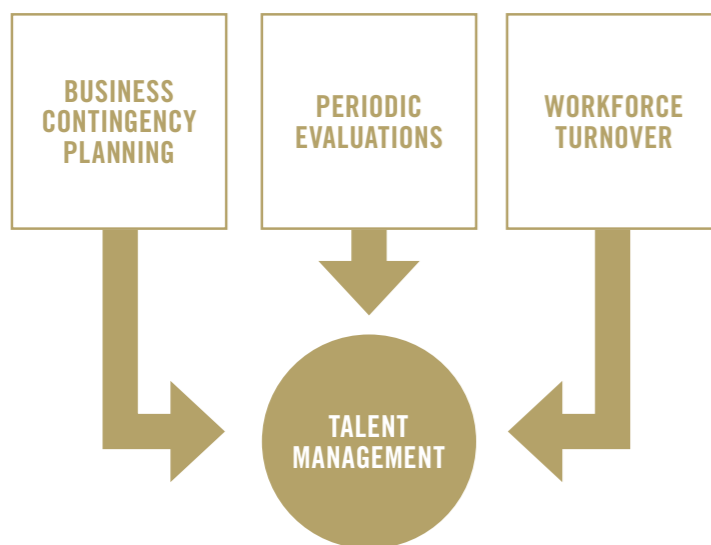 BUSINESS
CONTINGENCY
PLANNING
PERIODIC
EVALUATIONS
WORKFORCE
TURNOVER
TALENT
MANAGEMENT